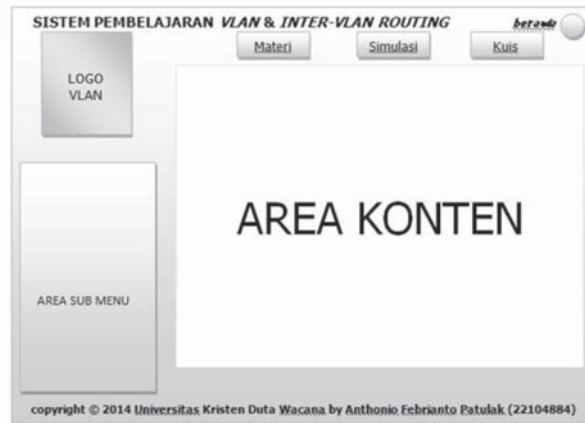 SISTEM PEMBELAJARAN VLAN & INTER-VLAN ROUTING
beranda
Materi
Simulasi
Kuis
LOGO
VLAN
AREA KONTEN
AREA SUB MENU
copyright © 2014 Universitas Kristen Duta Wacana by Anthonio Febrianto Patulak (22104884)